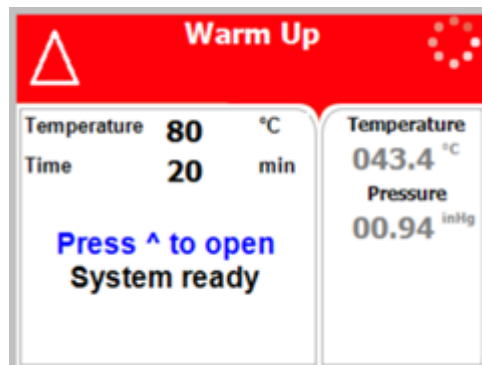 Warm Up
Temperature 80 °C
Time 20 min
Press ^ to open
System ready
Temperature
043.4 °C
Pressure
00.94 inHg